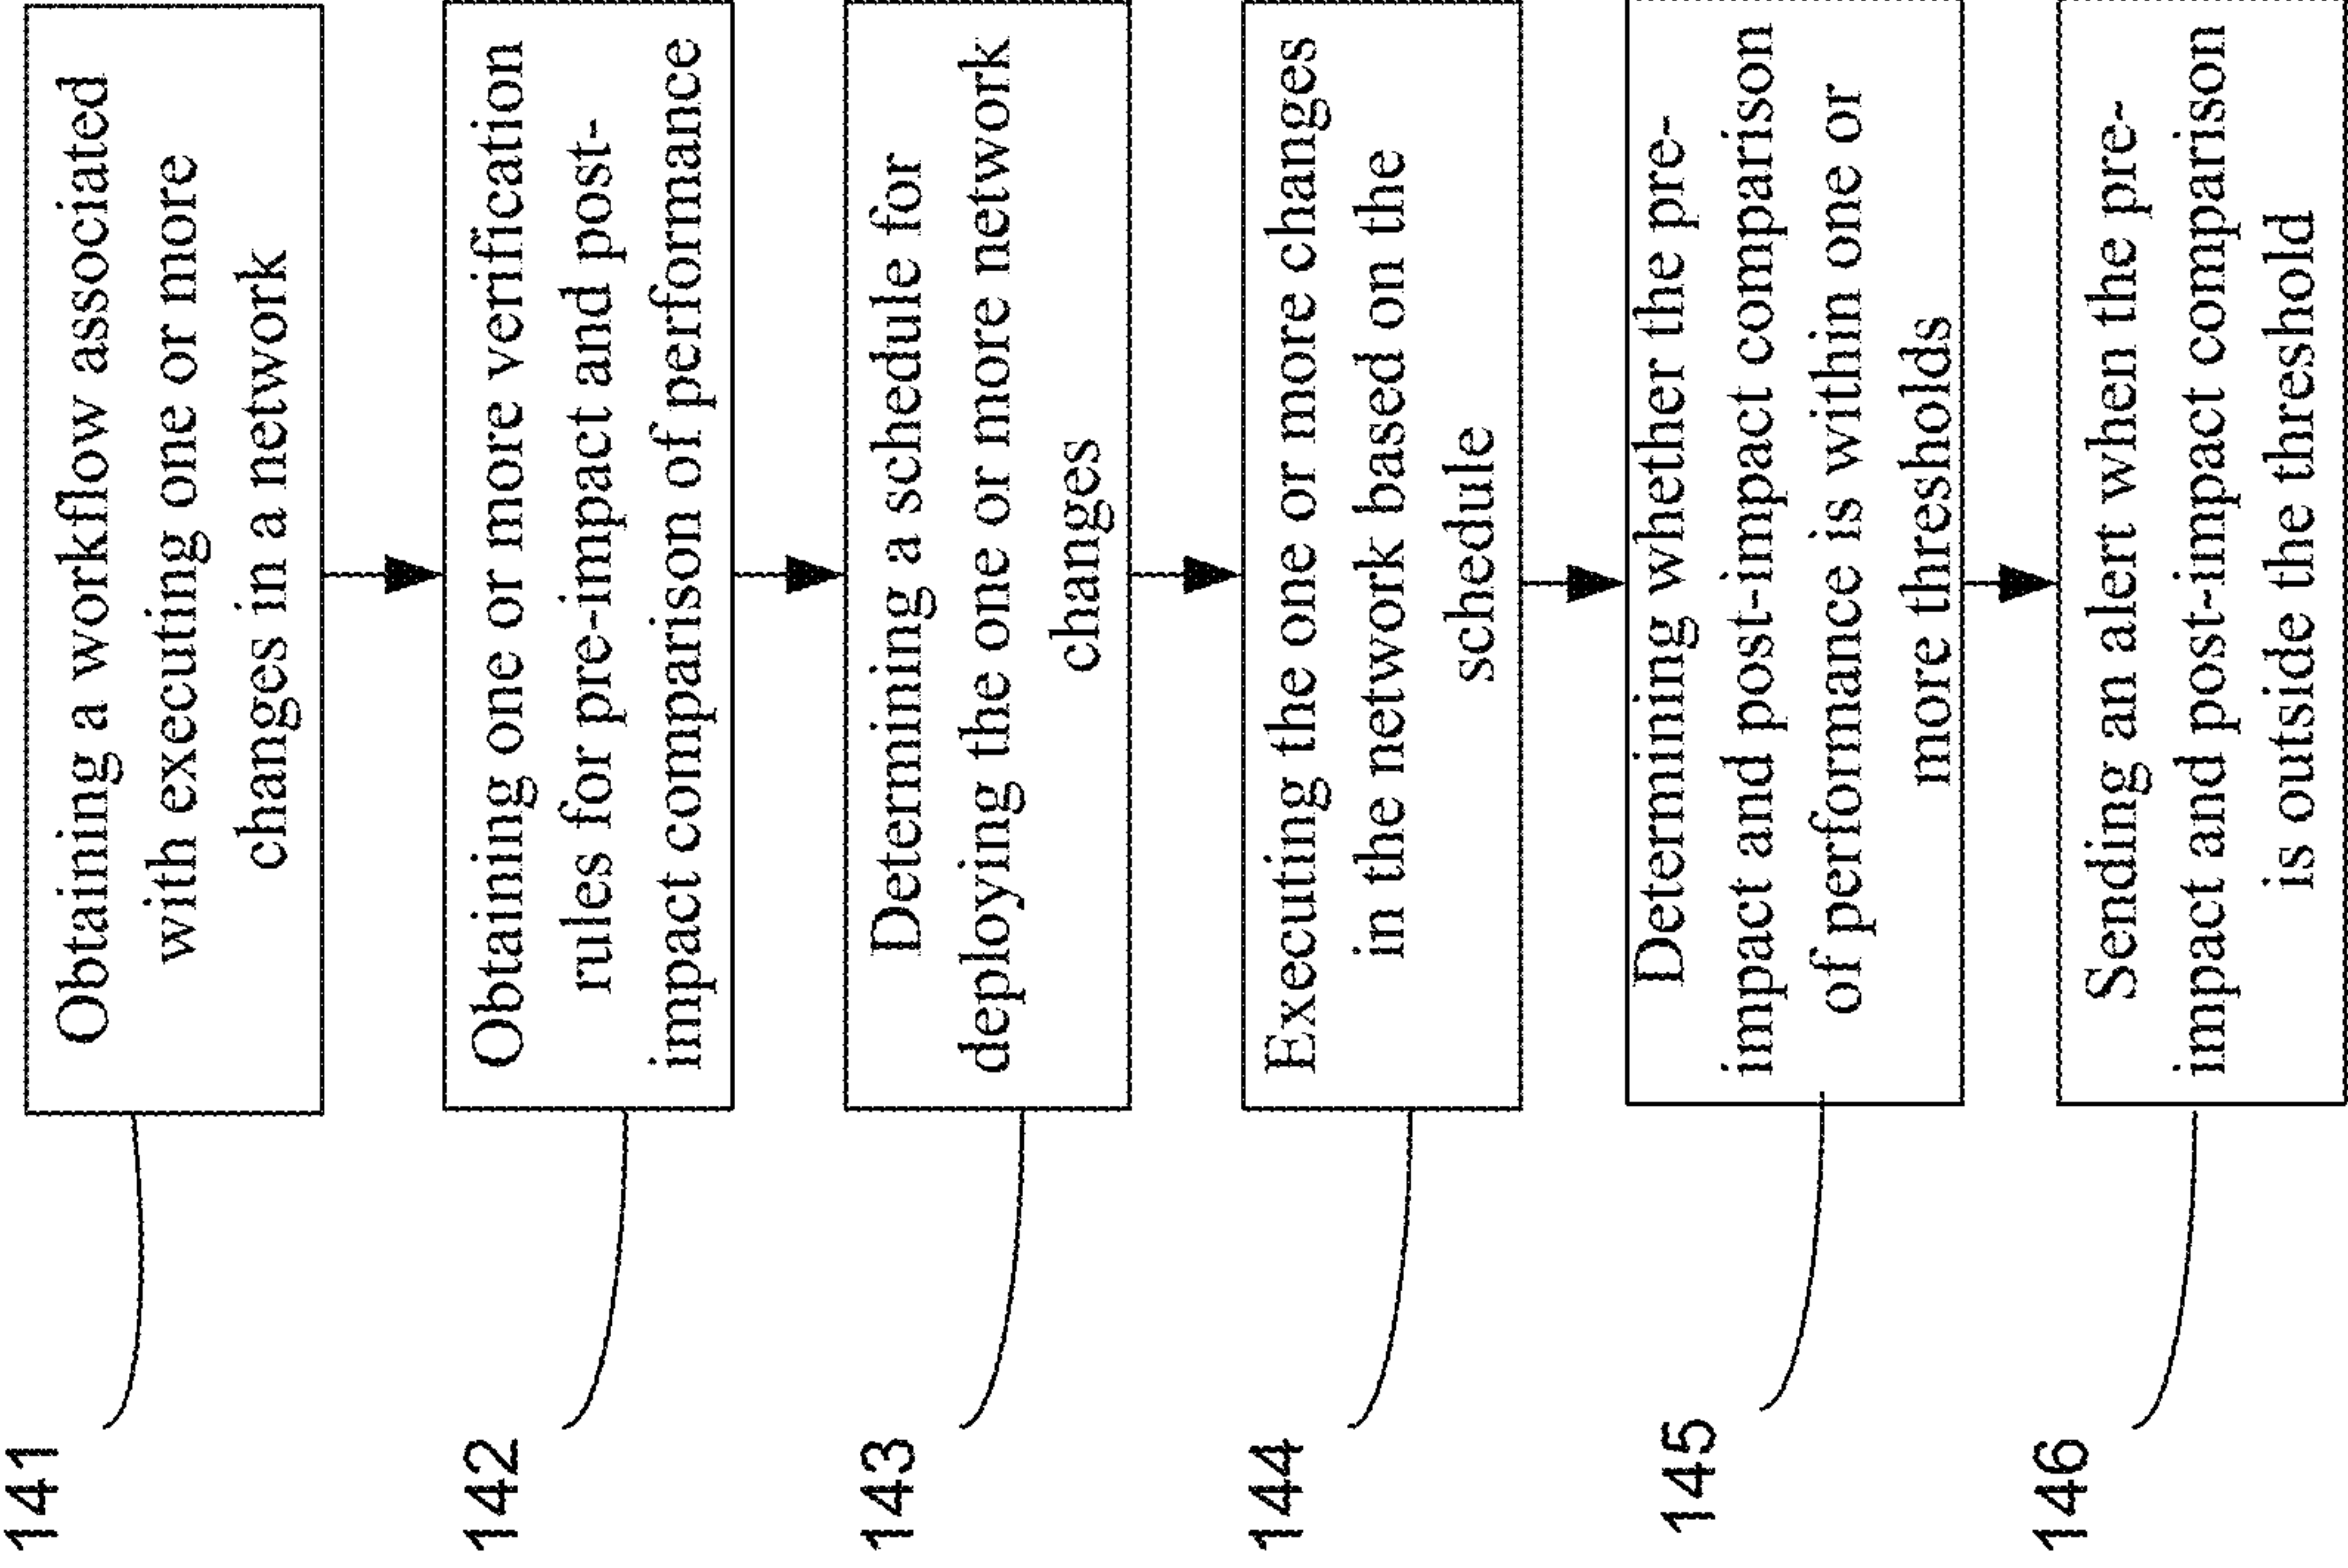 141
Obtaining a workflow associated
with executing one or more
changes in a network
142
Obtaining one or more verification
rules for pre-impact and post-
impact comparison of performance
143
Determining a schedule for
deploying the one or more network
changes
144
Executing the one or more changes
in the network based on the
schedule
145
Determining whether the pre-
impact and post-impact comparison
of performance is within one or
more thresholds
146
Sending an alert when the pre-
impact and post-impact comparison
is outside the threshold